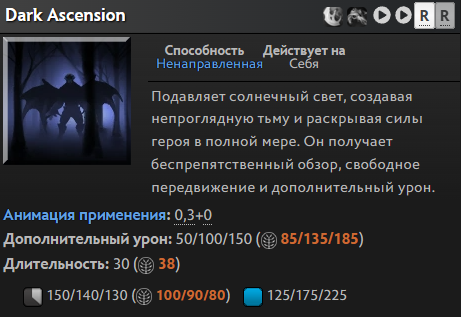 Dark Ascension
R R
Способность Действует на
Ненаправленная Себя
Подавляет солнечный свет, создавая
непроглядную тьму и раскрывая силы
героя в полной мере. Он получает
беспрепятственный обзор, свободное
передвижение и дополнительный урон.
Анимация применения: 0,3+0
Дополнительный урон: 50/100/150 (85/135/185)
Длительность: 30 (38)
150/140/130 (100/90/80) 125/175/225